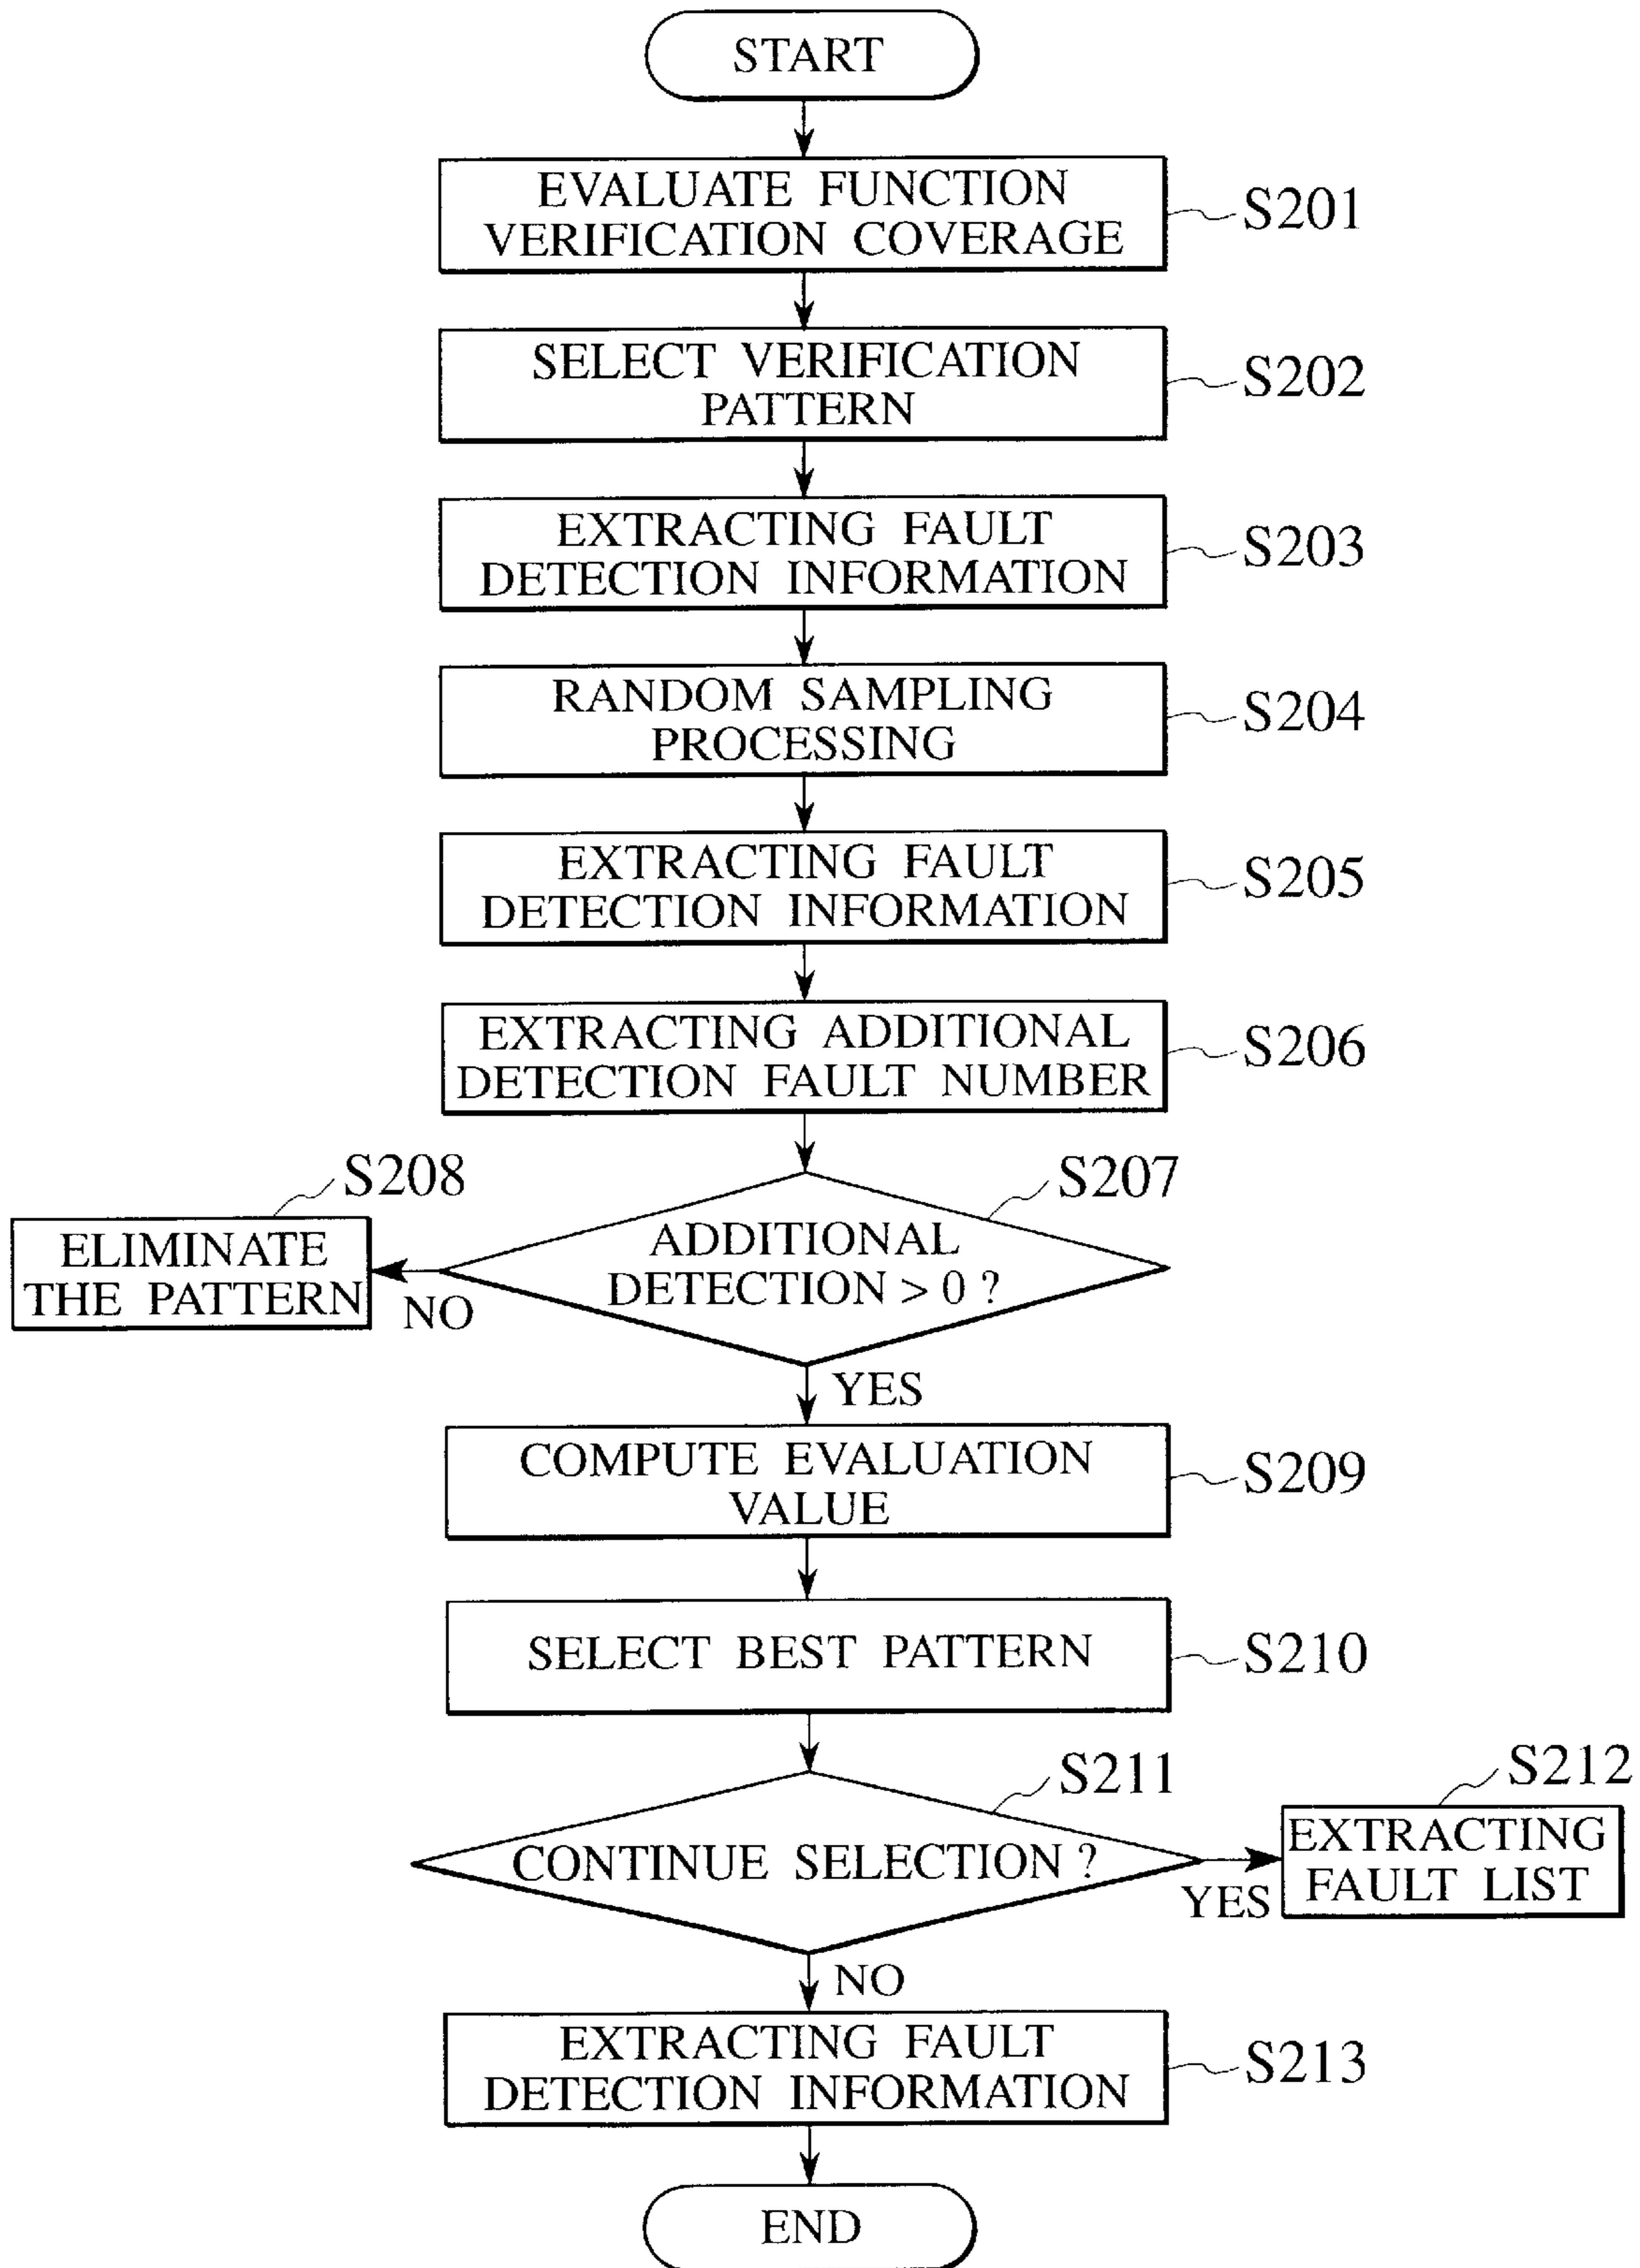 START
EVALUATE FUNCTION
VERIFICATION COVERAGE
S201
SELECT VERIFICATION
PATTERN
S202
EXTRACTING FAULT
DETECTION INFORMATION
S203
RANDOM SAMPLING
PROCESSING
S204
EXTRACTING FAULT
DETECTION INFORMATION
S205
EXTRACTING ADDITIONAL
DETECTION FAULT NUMBER
S206
S208
S207
ELIMINATE
THE PATTERN
NO
ADDITIONAL
DETECTION > 0 ?
YES
COMPUTE EVALUATION
VALUE
S209
SELECT BEST PATTERN
S210
S211
S212
CONTINUE SELECTION ?
YES
EXTRACTING
FAULT LIST
NO
EXTRACTING FAULT
DETECTION INFORMATION
S213
END